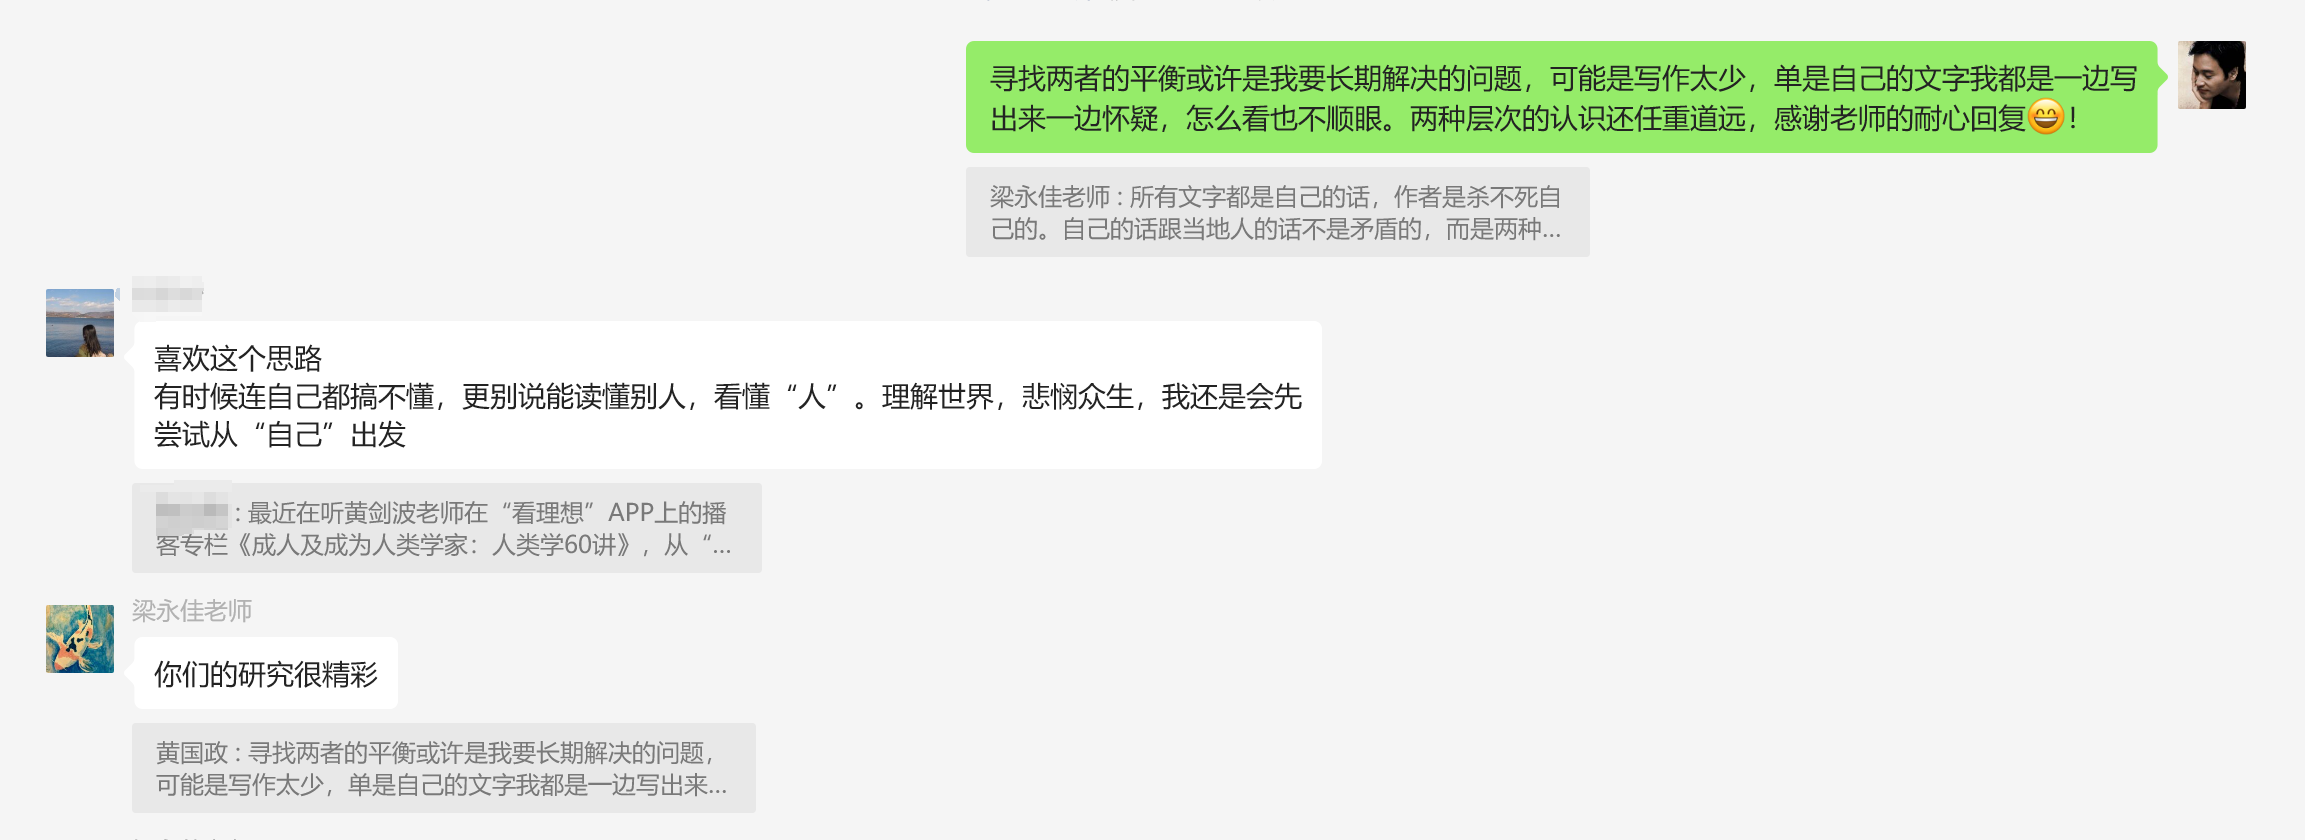 寻找两者的平衡或许是我要长期解决的问题，可能是写作太少，单是自己的文字我都是一边写
出来一边怀疑，怎么看也不顺眼。两种层次的认识还任重道远，感谢老师的耐心回复😄！
梁永佳老师：所有文字都是自己的话，作者是杀不死自
己的。自己的话跟当地人的话不是矛盾的，而是两种...
喜欢这个思路
有时候连自己都搞不懂，更别说能读懂别人，看懂“人”。理解世界，悲悯众生，我还是会先
尝试从“自己”出发
：最近在听黄剑波老师在“看理想”APP上的播
客专栏《成人及成为人类学家：人类学60讲》，从“...
梁永佳老师
你们的研究很精彩
黄国政：寻找两者的平衡或许是我要长期解决的问题，
可能是写作太少，单是自己的文字我都是一边写出来...